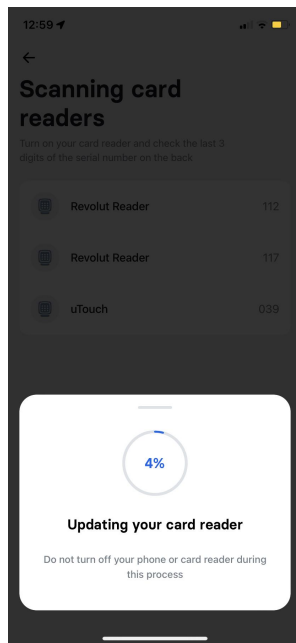 12:59
Scanning card
readers
Turn on your card reader and check the last 3
digits of the serial number on the back
Revolut Reader 112
Revolut Reader 117
uTouch 039
4%
Updating your card reader
Do not turn off your phone or card reader during
this process